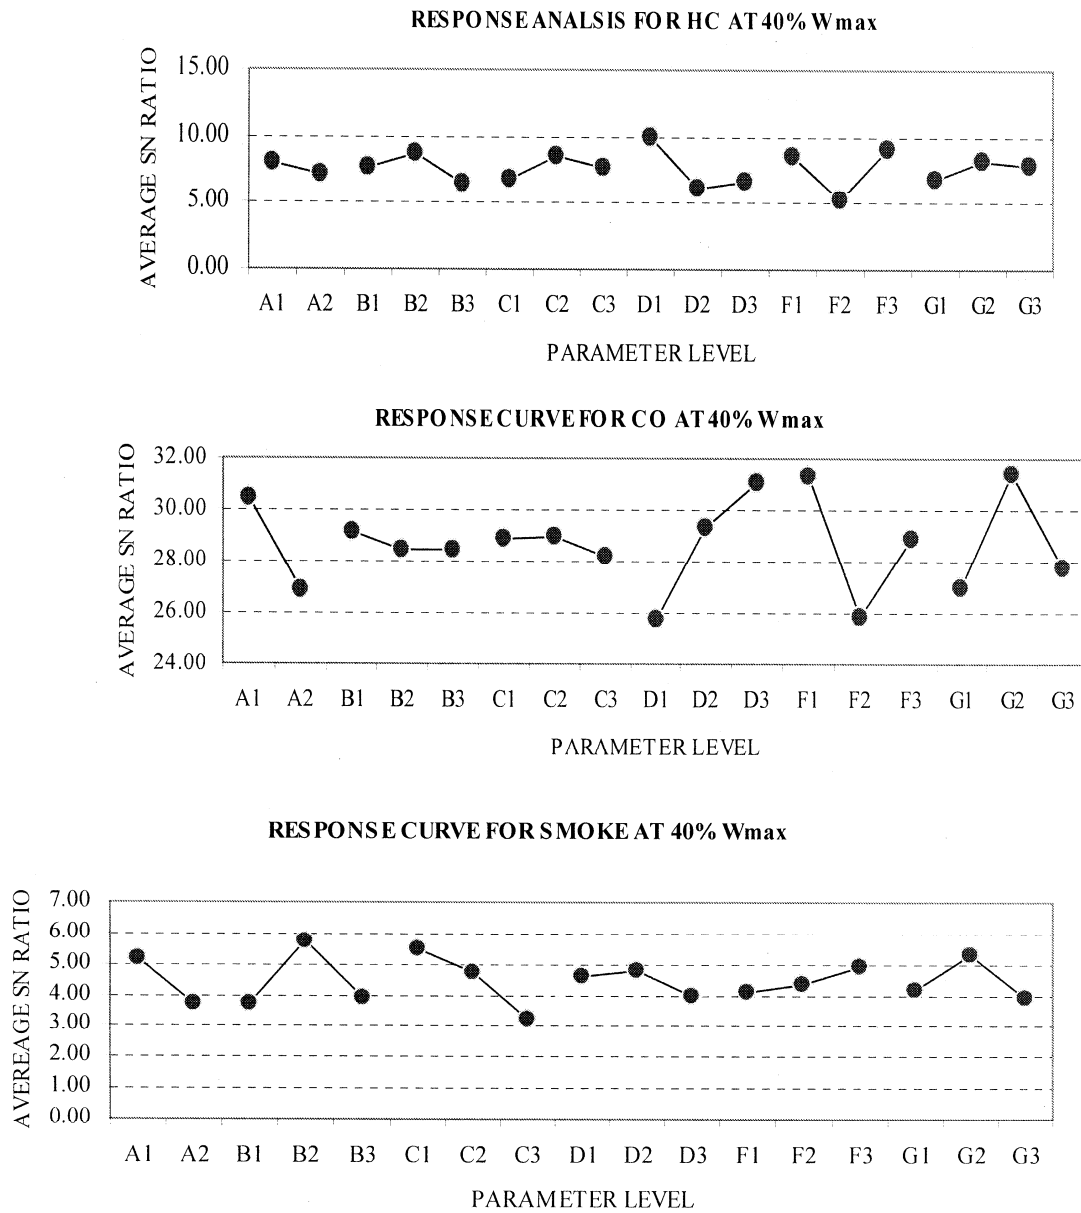 RESPONSE ANALSIS FOR HC AT 40% Wmax
AVERAGE SN RATIO
15.00
10.00
5.00
0.00
A1 A2 B1 B2 B3 C1 C2 C3 D1 D2 D3 F1 F2 F3 G1 G2 G3
PARAMETER LEVEL
RESPONSE CURVE FOR CO AT 40% Wmax
AVERAGE SN RATIO
32.00
30.00
28.00
26.00
24.00
A1 A2 B1 B2 B3 C1 C2 C3 D1 D2 D3 F1 F2 F3 G1 G2 G3
PARAMETER LEVEL
RESPONSE CURVE FOR SMOKE AT 40% Wmax
AVEREAGE SN RATIO
7.00
6.00
5.00
4.00
3.00
2.00
1.00
0.00
A1 A2 B1 B2 B3 C1 C2 C3 D1 D2 D3 F1 F2 F3 G1 G2 G3
PARAMETER LEVEL